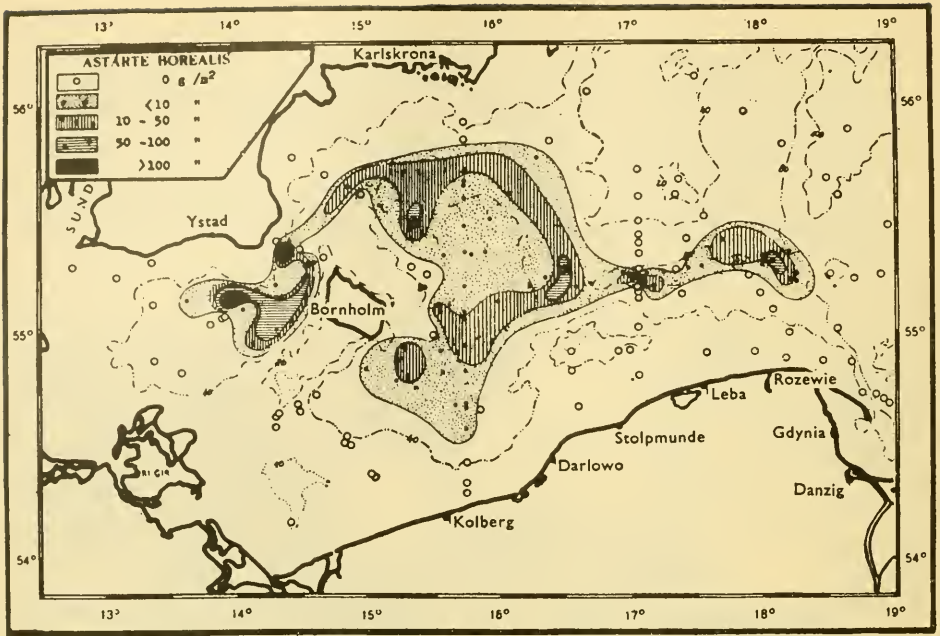 13° 14° 15° 16° 17° 18° 19°
Karlskrona
ASTARTE BOREALIS
0 g /m²
<10 "
10 - 50 "
50 -100 "
>100 "
56° 56°
SUND
Ystad
Bornholm
55° 55°
Rozewie
Leba
Stolpmunde
Gdynia
Darlowo
Danzig
Kolberg
54° 54°
13° 14° 15° 16° 17° 18° 19°